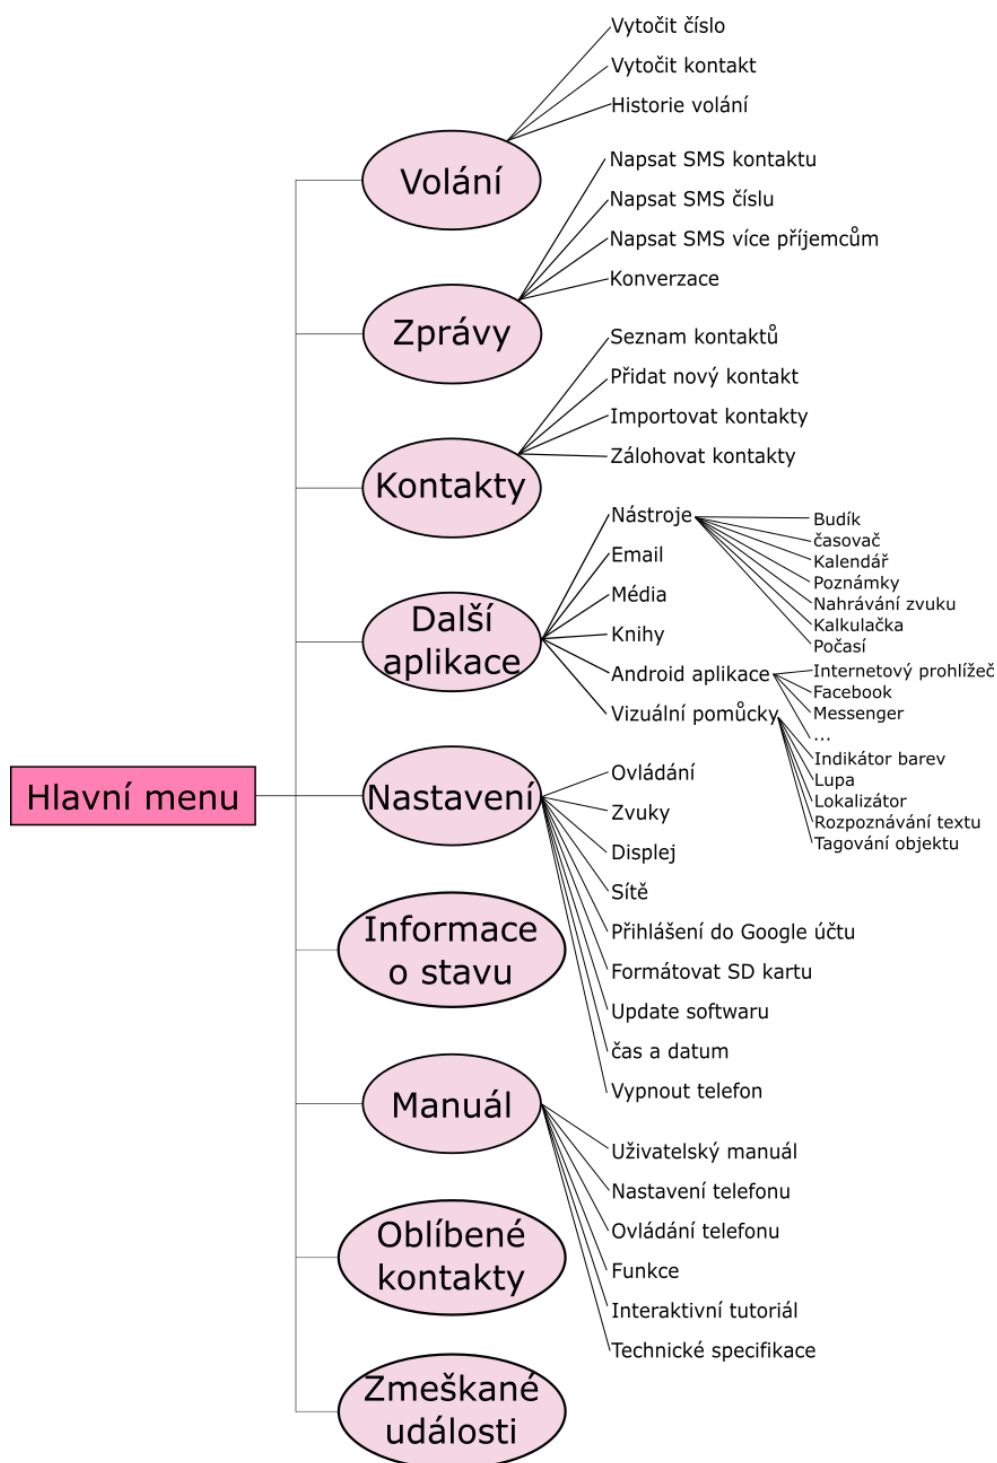 Hlavní menu
Volání
Vytočit číslo
Vytočit kontakt
Historie volání
Zprávy
Napsat SMS kontaktu
Napsat SMS číslu
Napsat SMS více příjemcům
Konverzace
Kontakty
Seznam kontaktů
Přidat nový kontakt
Importovat kontakty
Zálohovat kontakty
Další
aplikace
Nástroje
Budík
časovač
Kalendář
Poznámky
Nahrávání zvuku
Kalkulačka
Počasí
Email
Média
Knihy
Android aplikace
Internetový prohlížeč
Facebook
Messenger
...
Vizuální pomůcky
Indikátor barev
Lupa
Lokalizátor
Rozpoznávání textu
Tagování objektu
Nastavení
Ovládání
Zvuky
Displej
Sítě
Přihlášení do Google účtu
Formátovat SD kartu
Update softwaru
čas a datum
Vypnout telefon
Informace
o stavu
Manuál
Uživatelský manuál
Nastavení telefonu
Ovládání telefonu
Funkce
Interaktivní tutoriál
Technické specifikace
Oblíbené
kontakty
Zmeškané
události